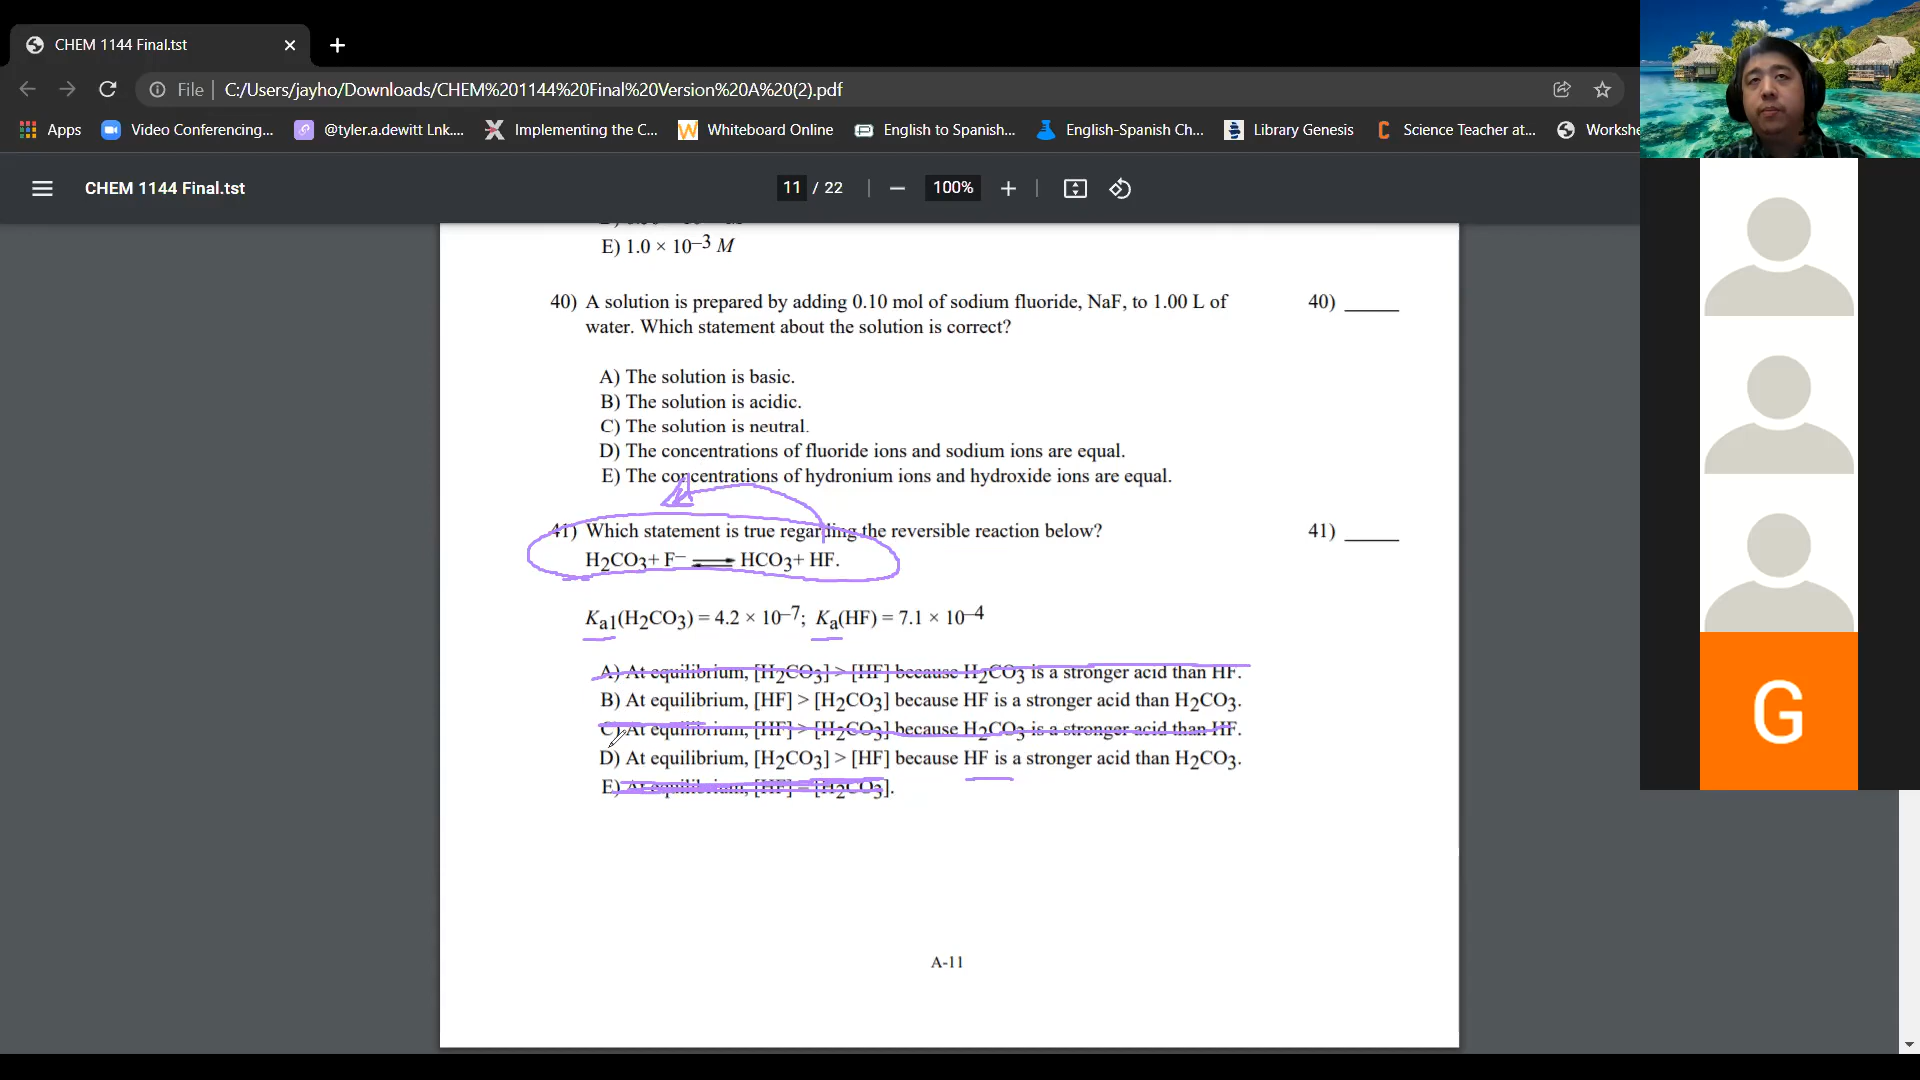 CHEM 1144 Final.tst
File
C:/Users/jayho/Downloads/CHEM%201144%20Final%20Version%20A%20(2).pdf
Apps
Video Conferencing...
@tyler.a.dewitt Lnk....
Implementing the C...
Whiteboard Online
English to Spanish...
English-Spanish Ch...
Library Genesis
Science Teacher at...
Workshe
CHEM 1144 Final.tst
11 / 22
100%
E) 1.0 × 10–3 M
40) A solution is prepared by adding 0.10 mol of sodium fluoride, NaF, to 1.00 L of 40) _____
water. Which statement about the solution is correct?
A) The solution is basic.
B) The solution is acidic.
C) The solution is neutral.
D) The concentrations of fluoride ions and sodium ions are equal.
E) The concentrations of hydronium ions and hydroxide ions are equal.
41) Which statement is true regarding the reversible reaction below? 41) _____
H2CO3+ F– ⇌ HCO3+ HF.
Ka1(H2CO3) = 4.2 × 10–7; Ka(HF) = 7.1 × 10–4
A) At equilibrium, [H2CO3] > [HF] because H2CO3 is a stronger acid than HF.
B) At equilibrium, [HF] > [H2CO3] because HF is a stronger acid than H2CO3.
C) At equilibrium, [HF] > [H2CO3] because H2CO3 is a stronger acid than HF.
D) At equilibrium, [H2CO3] > [HF] because HF is a stronger acid than H2CO3.
E) At equilibrium, [HF] = [H2CO3].
A-11
G